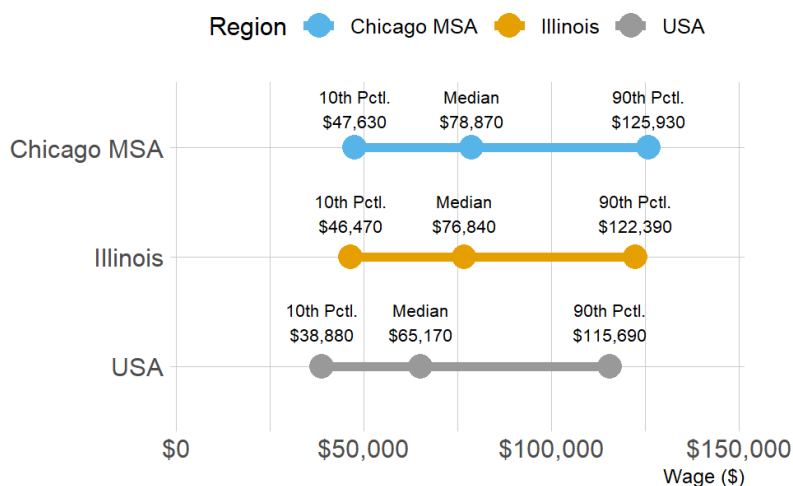 Region Chicago MSA Illinois USA
10th Pctl. Median 90th Pctl.
$47,630 $78,870 $125,930
Chicago MSA
10th Pctl. Median 90th Pctl.
$46,470 $76,840 $122,390
Illinois
10th Pctl. Median 90th Pctl.
$38,880 $65,170 $115,690
USA
$0 $50,000 $100,000 $150,000
Wage ($)